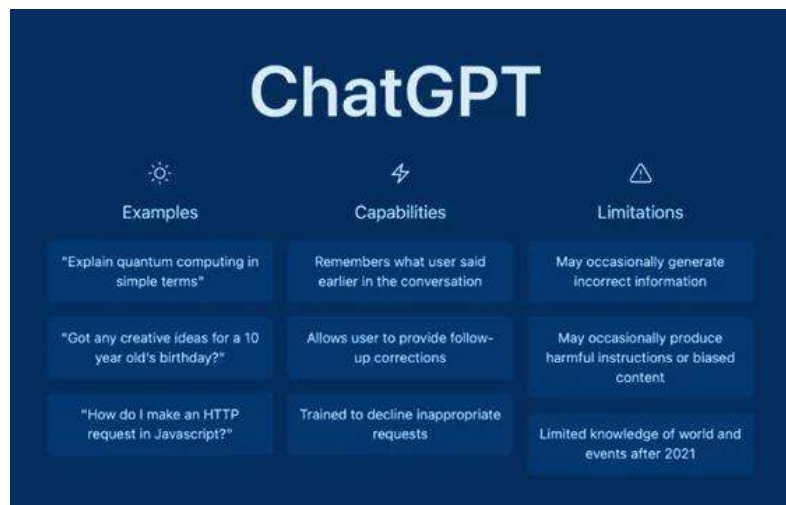 ChatGPT
Examples
"Explain quantum computing in
simple terms"
"Got any creative ideas for a 10
year old's birthday?"
"How do I make an HTTP
request in Javascript?"
Capabilities
Remembers what user said
earlier in the conversation
Allows user to provide follow-
up corrections
Trained to decline inappropriate
requests
Limitations
May occasionally generate
incorrect information
May occasionally produce
harmful instructions or biased
content
Limited knowledge of world and
events after 2021